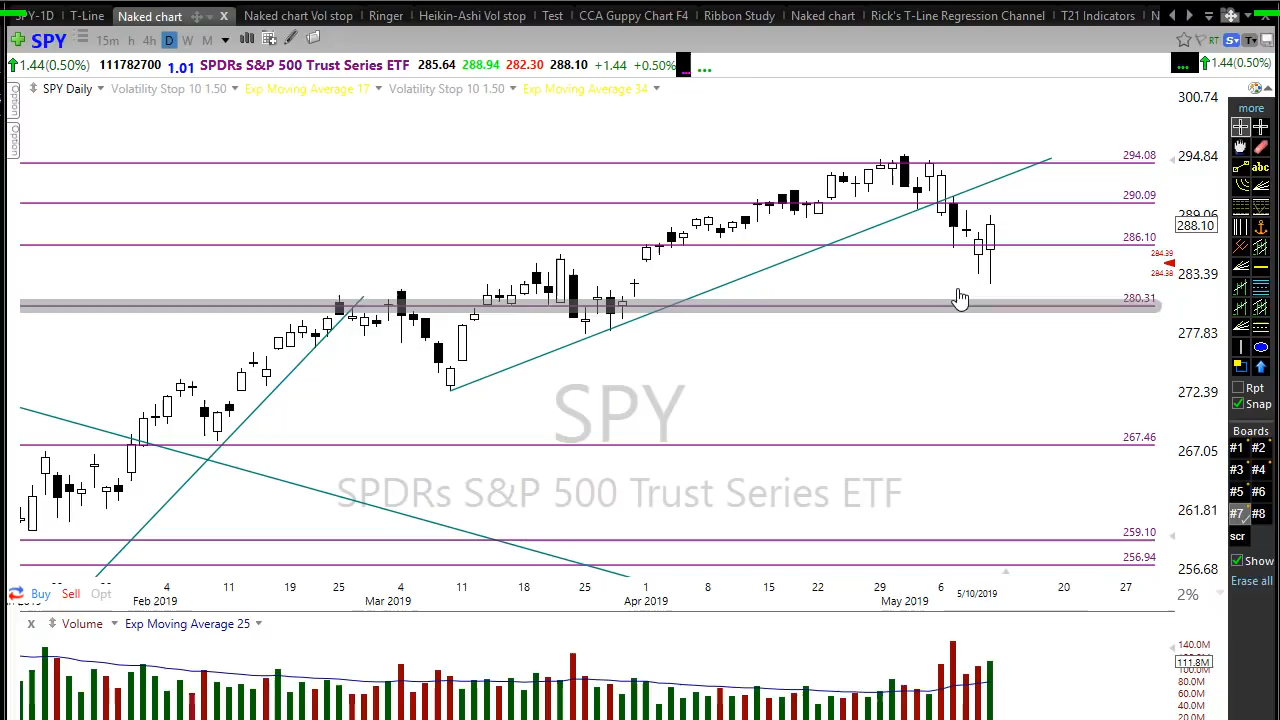 SPY-1D T-Line Naked chart X Naked chart Vol stop Ringer Heikin-Ashi Vol stop Test CCA Guppy Chart F4 Ribbon Study Naked chart Rick's T-Line Regression Channel T21 Indicators N
SPY 15m h 4h D W M RT S T
1.44(0.50%) 111782700 1.01 SPDRs S&P 500 Trust Series ETF 285.64 288.94 282.30 288.10 +1.44 +0.50% ... ... 1.44(0.50%)
SPY Daily Volatility Stop 10 1.50 Exp Moving Average 17 Volatility Stop 10 1.50 Exp Moving Average 34
Option
Option
300.74
294.84
289.06
288.10
283.39
277.83
272.39
267.05
261.81
256.68
2%
294.08
290.09
286.10
284.39
284.38
280.31
267.46
259.10
256.94
SPY
SPDRs S&P 500 Trust Series ETF
more
abc
Rpt
Snap
Boards
#1 #2
#3 #4
#5 #6
#7 #8
scr
Show
Erase all
4 11 19 25 4 11 18 25 1 8 15 22 29 6 20 27
Buy Sell Opt
Feb 2019 March 2019 April 2019 May 2019 5/10/2019
X Volume Exp Moving Average 25
140.0M
111.8M
80.0M
60.0M
40.0M
20.0M